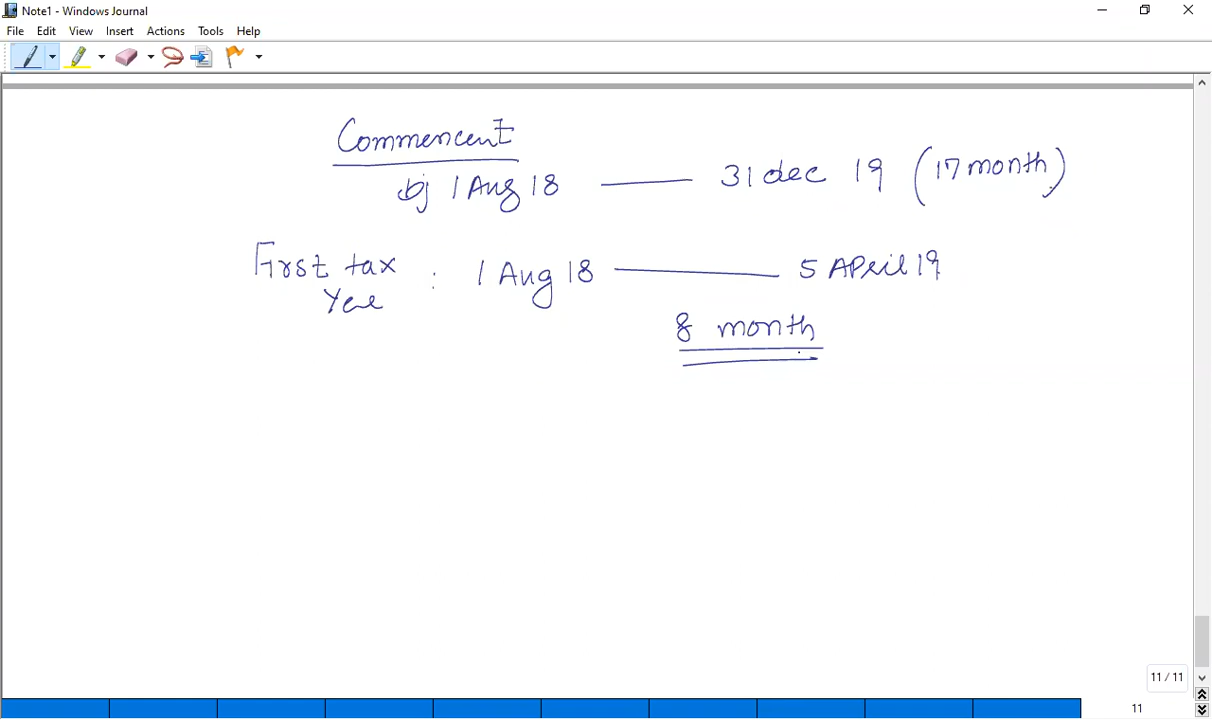 Note1 - Windows Journal
File Edit View Insert Actions Tools Help
Commencent
1 Aug 18 — 31 dec 19 (17 month)
First tax : 1 Aug 18 — 5 April 19
Year
8 month
11 / 11
11